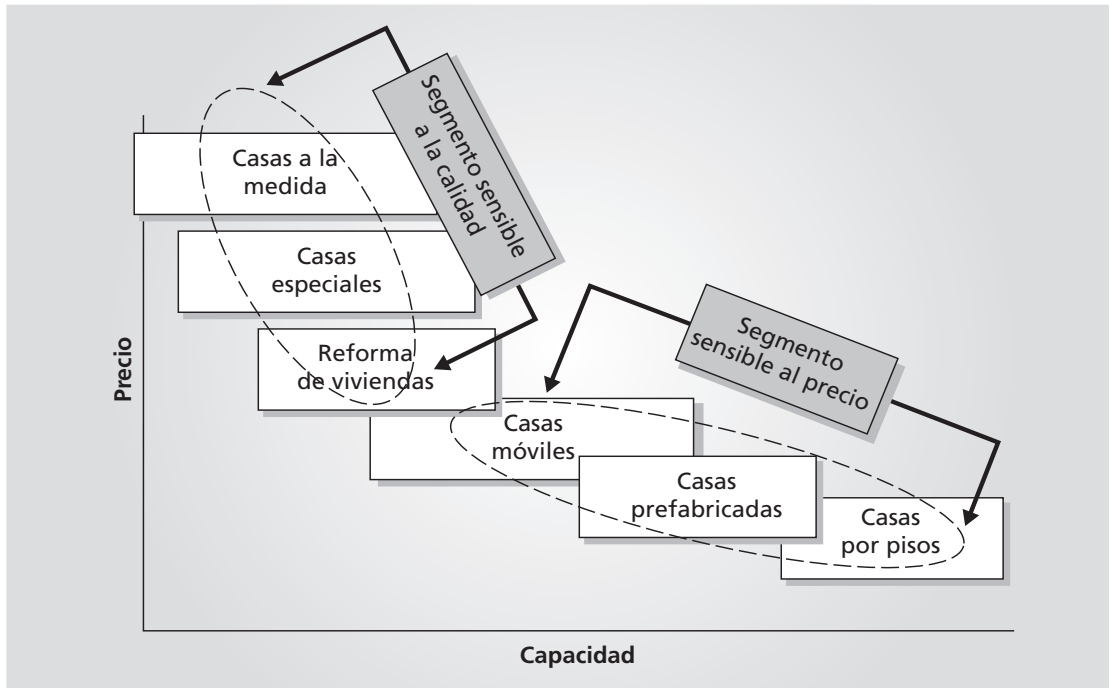 Segmento sensible
a la calidad
Casas a la
medida
Casas
especiales
Segmento
sensible al precio
Reforma
de viviendas
Precio
Casas
móviles
Casas
prefabricadas
Casas
por pisos
Capacidad